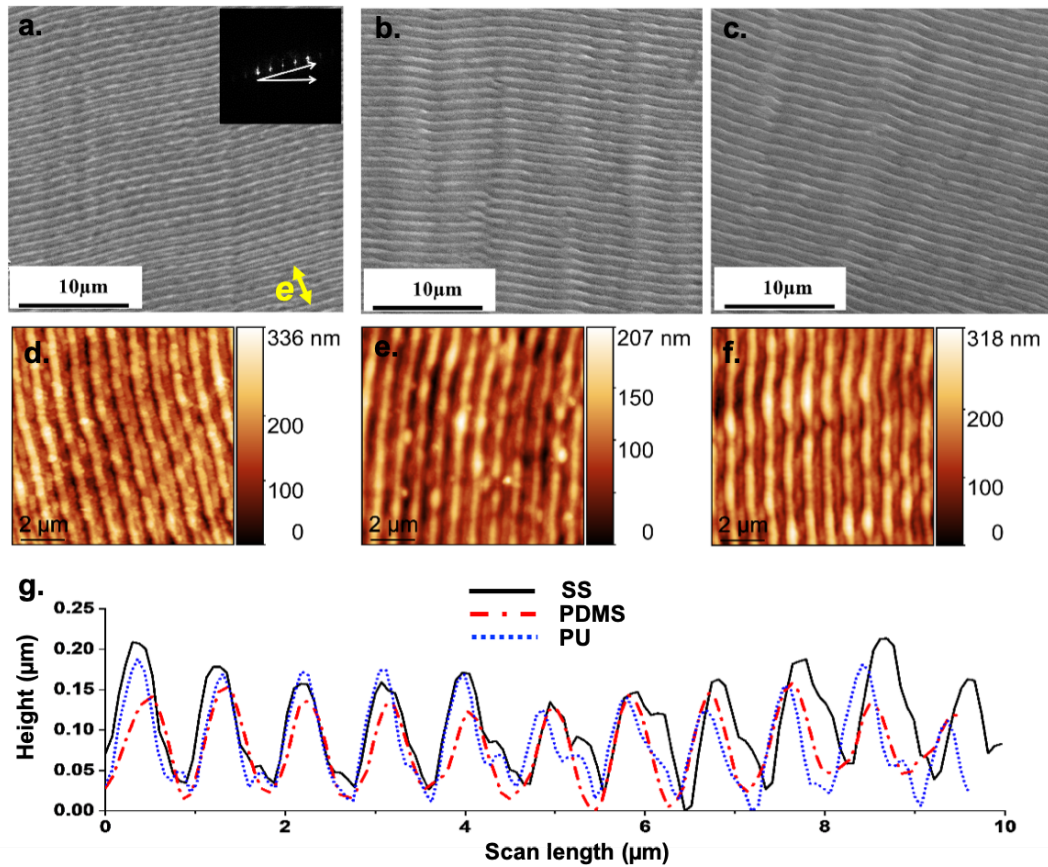 a.
b.
c.
e
10µm
10µm
10µm
d.
336 nm
200
100
0
2 µm
e.
207 nm
150
100
0
2 µm
f.
318 nm
200
100
0
2 µm
g.
SS
PDMS
PU
Height (µm)
0.25
0.20
0.15
0.10
0.05
0.00
0
2
4
6
8
10
Scan length (µm)